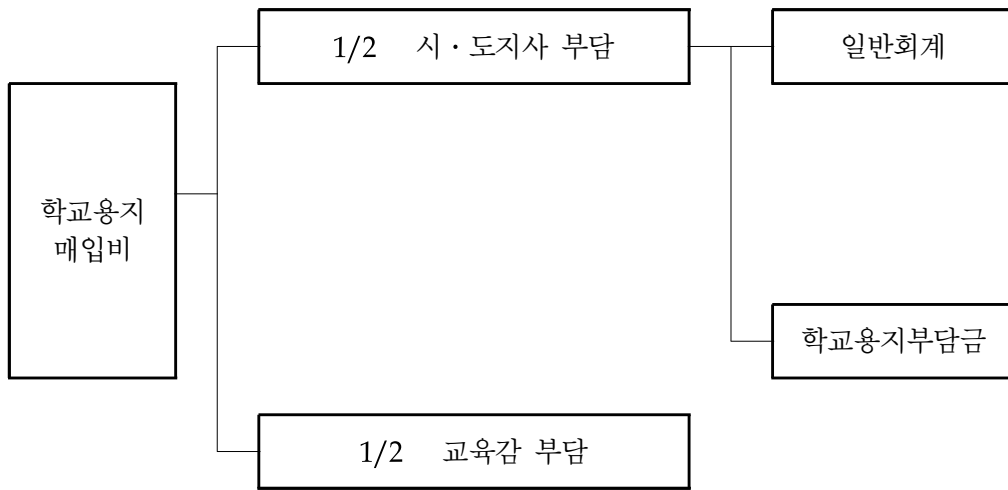 1/2 시·도지사 부담
일반회계
학교용지
매입비
학교용지부담금
1/2 교육감 부담